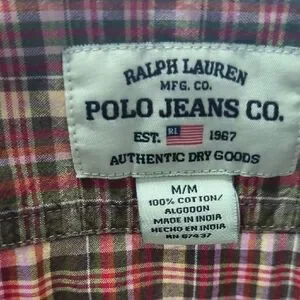 RALPH LAUREN
MFG. CO.
POLO JEANS CO.
EST. RL 1967
AUTHENTIC DRY GOODS
M/M
100% COTTON/
ALGODON
MADE IN INDIA
HECHO EN INDIA
RN 67437